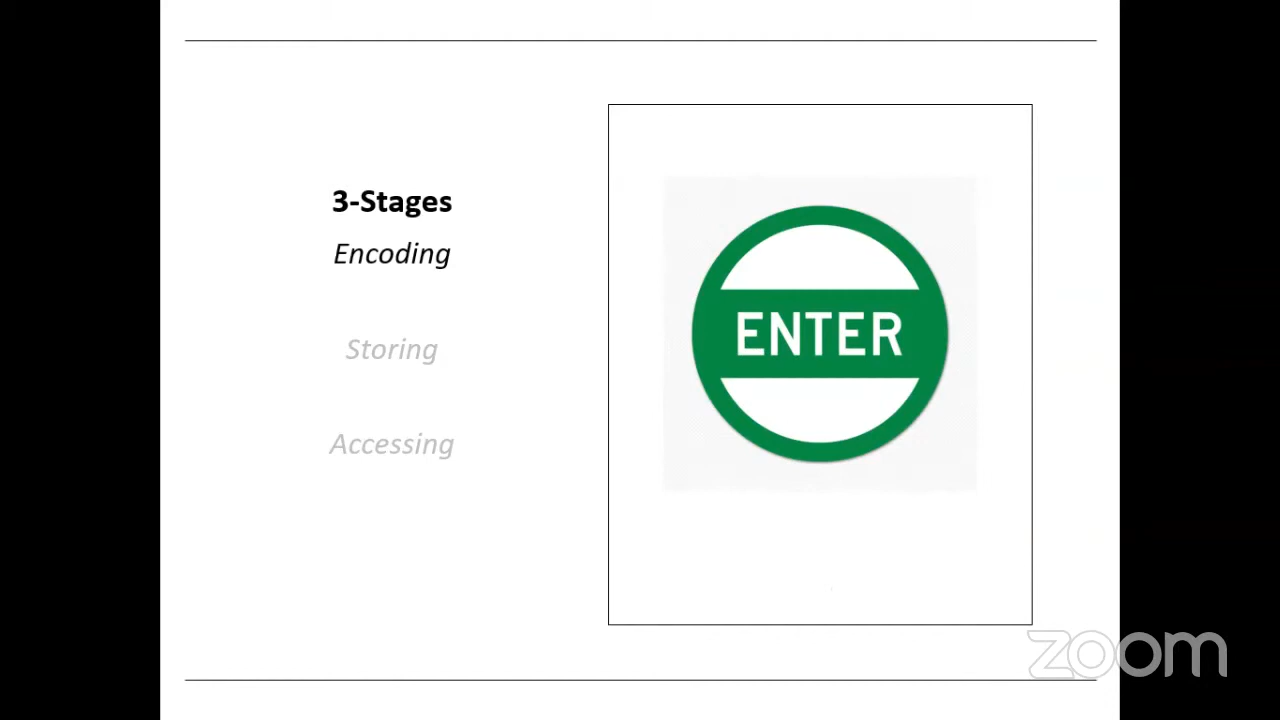 3-Stages
Encoding
Storing
Accessing
ENTER
zoom